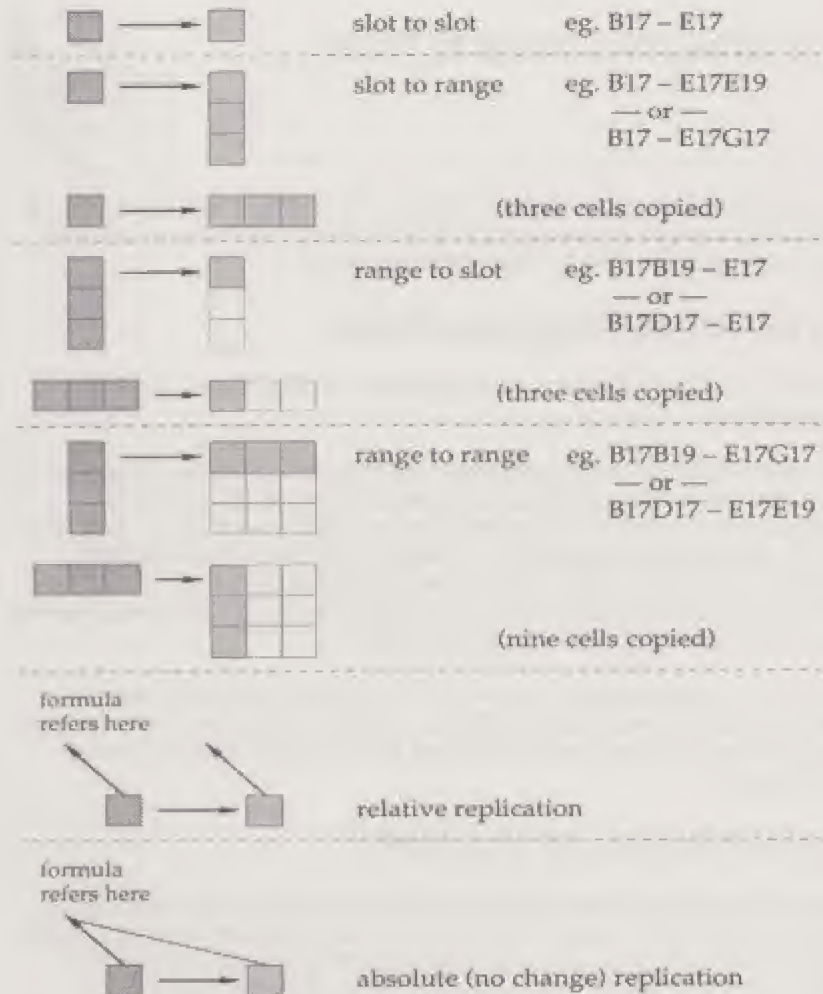 slot to slot eg. B17 – E17
slot to range eg. B17 – E17E19
— or —
B17 – E17G17
(three cells copied)
range to slot eg. B17B19 – E17
— or —
B17D17 – E17
(three cells copied)
range to range eg. B17B19 – E17G17
— or —
B17D17 – E17E19
(nine cells copied)
formula
refers here
relative replication
formula
refers here
absolute (no change) replication